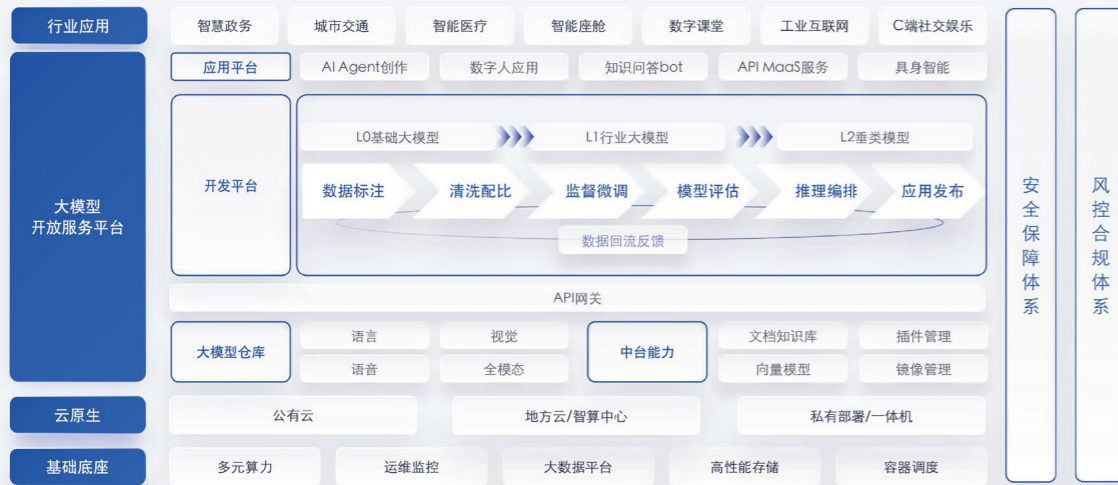 行业应用
智慧政务
城市交通
智能医疗
智能座舱
数字课堂
工业互联网
C端社交娱乐
大模型
开放服务平台
应用平台
AI Agent创作
数字人应用
知识问答bot
API MaaS服务
具身智能
开发平台
L0基础大模型
L1行业大模型
L2垂类模型
数据标注
清洗配比
监督微调
模型评估
推理编排
应用发布
数据回流反馈
API网关
大模型仓库
语言
视觉
语音
全模态
中台能力
文档知识库
插件管理
向量模型
镜像管理
云原生
公有云
地方云/智算中心
私有部署/一体机
基础底座
多元算力
运维监控
大数据平台
高性能存储
容器调度
安全保障体系
风控合规体系